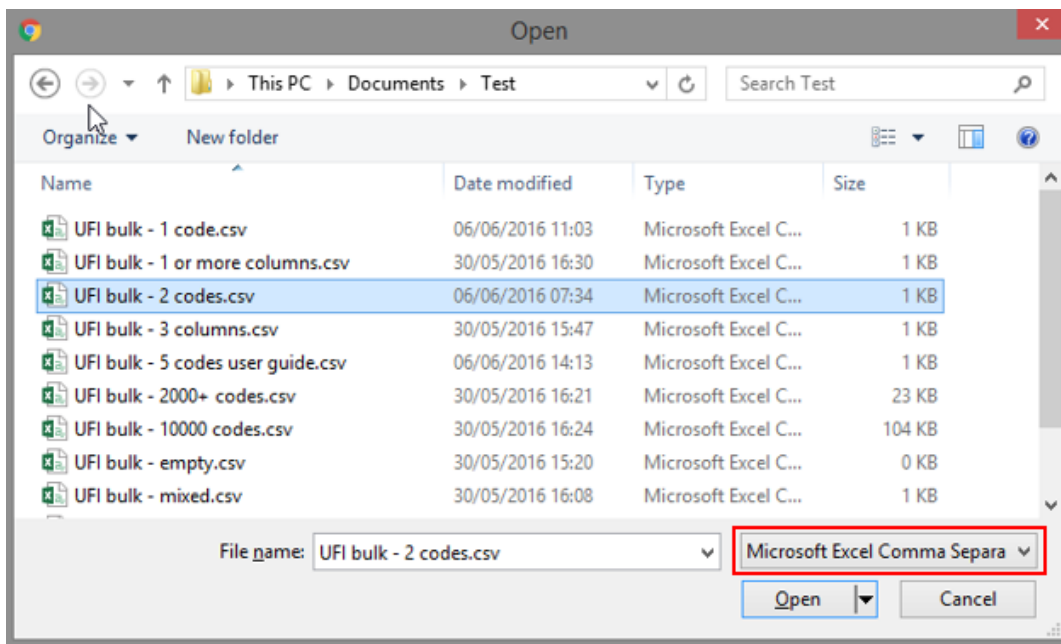 Open
This PC Documents Test Search Test
Organize New folder
Name Date modified Type Size
UFI bulk - 1 code.csv 06/06/2016 11:03 Microsoft Excel C... 1 KB
UFI bulk - 1 or more columns.csv 30/05/2016 16:30 Microsoft Excel C... 1 KB
UFI bulk - 2 codes.csv 06/06/2016 07:34 Microsoft Excel C... 1 KB
UFI bulk - 3 columns.csv 30/05/2016 15:47 Microsoft Excel C... 1 KB
UFI bulk - 5 codes user guide.csv 06/06/2016 14:13 Microsoft Excel C... 1 KB
UFI bulk - 2000+ codes.csv 30/05/2016 16:21 Microsoft Excel C... 23 KB
UFI bulk - 10000 codes.csv 30/05/2016 16:24 Microsoft Excel C... 104 KB
UFI bulk - empty.csv 30/05/2016 15:20 Microsoft Excel C... 0 KB
UFI bulk - mixed.csv 30/05/2016 16:08 Microsoft Excel C... 1 KB
File name: UFI bulk - 2 codes.csv Microsoft Excel Comma Separa
Open Cancel